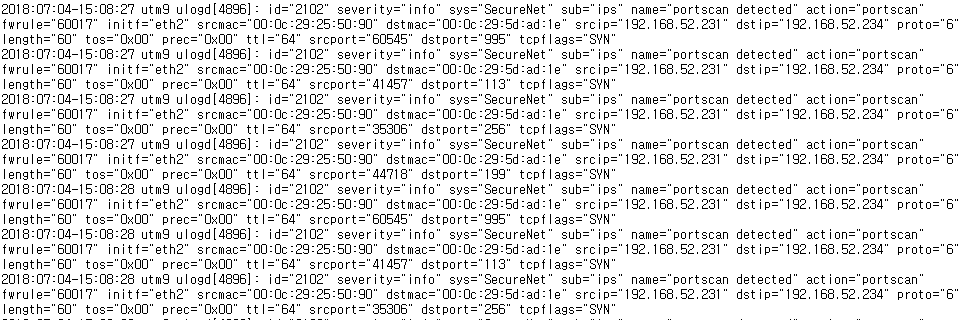 2018:07:04-15:08:27 utm9 ulogd[4896]: id="2102" severity="info" sys="SecureNet" sub="ips" name="portscan detected" action="portscan"
fwrule="60017" initf="eth2" srcmac="00:0c:29:25:50:90" dstmac="00:0c:29:5d:ad:1e" srcip="192.168.52.231" dstip="192.168.52.234" proto="6"
length="60" tos="0x00" prec="0x00" ttl="64" srcport="60545" dstport="995" tcpflags="SYN"
2018:07:04-15:08:27 utm9 ulogd[4896]: id="2102" severity="info" sys="SecureNet" sub="ips" name="portscan detected" action="portscan"
fwrule="60017" initf="eth2" srcmac="00:0c:29:25:50:90" dstmac="00:0c:29:5d:ad:1e" srcip="192.168.52.231" dstip="192.168.52.234" proto="6"
length="60" tos="0x00" prec="0x00" ttl="64" srcport="41457" dstport="113" tcpflags="SYN"
2018:07:04-15:08:27 utm9 ulogd[4896]: id="2102" severity="info" sys="SecureNet" sub="ips" name="portscan detected" action="portscan"
fwrule="60017" initf="eth2" srcmac="00:0c:29:25:50:90" dstmac="00:0c:29:5d:ad:1e" srcip="192.168.52.231" dstip="192.168.52.234" proto="6"
length="60" tos="0x00" prec="0x00" ttl="64" srcport="35306" dstport="256" tcpflags="SYN"
2018:07:04-15:08:27 utm9 ulogd[4896]: id="2102" severity="info" sys="SecureNet" sub="ips" name="portscan detected" action="portscan"
fwrule="60017" initf="eth2" srcmac="00:0c:29:25:50:90" dstmac="00:0c:29:5d:ad:1e" srcip="192.168.52.231" dstip="192.168.52.234" proto="6"
length="60" tos="0x00" prec="0x00" ttl="64" srcport="44718" dstport="199" tcpflags="SYN"
2018:07:04-15:08:28 utm9 ulogd[4896]: id="2102" severity="info" sys="SecureNet" sub="ips" name="portscan detected" action="portscan"
fwrule="60017" initf="eth2" srcmac="00:0c:29:25:50:90" dstmac="00:0c:29:5d:ad:1e" srcip="192.168.52.231" dstip="192.168.52.234" proto="6"
length="60" tos="0x00" prec="0x00" ttl="64" srcport="60545" dstport="995" tcpflags="SYN"
2018:07:04-15:08:28 utm9 ulogd[4896]: id="2102" severity="info" sys="SecureNet" sub="ips" name="portscan detected" action="portscan"
fwrule="60017" initf="eth2" srcmac="00:0c:29:25:50:90" dstmac="00:0c:29:5d:ad:1e" srcip="192.168.52.231" dstip="192.168.52.234" proto="6"
length="60" tos="0x00" prec="0x00" ttl="64" srcport="41457" dstport="113" tcpflags="SYN"
2018:07:04-15:08:28 utm9 ulogd[4896]: id="2102" severity="info" sys="SecureNet" sub="ips" name="portscan detected" action="portscan"
fwrule="60017" initf="eth2" srcmac="00:0c:29:25:50:90" dstmac="00:0c:29:5d:ad:1e" srcip="192.168.52.231" dstip="192.168.52.234" proto="6"
length="60" tos="0x00" prec="0x00" ttl="64" srcport="35306" dstport="256" tcpflags="SYN"